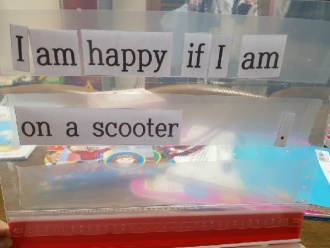 I am happy if I am
on a scooter